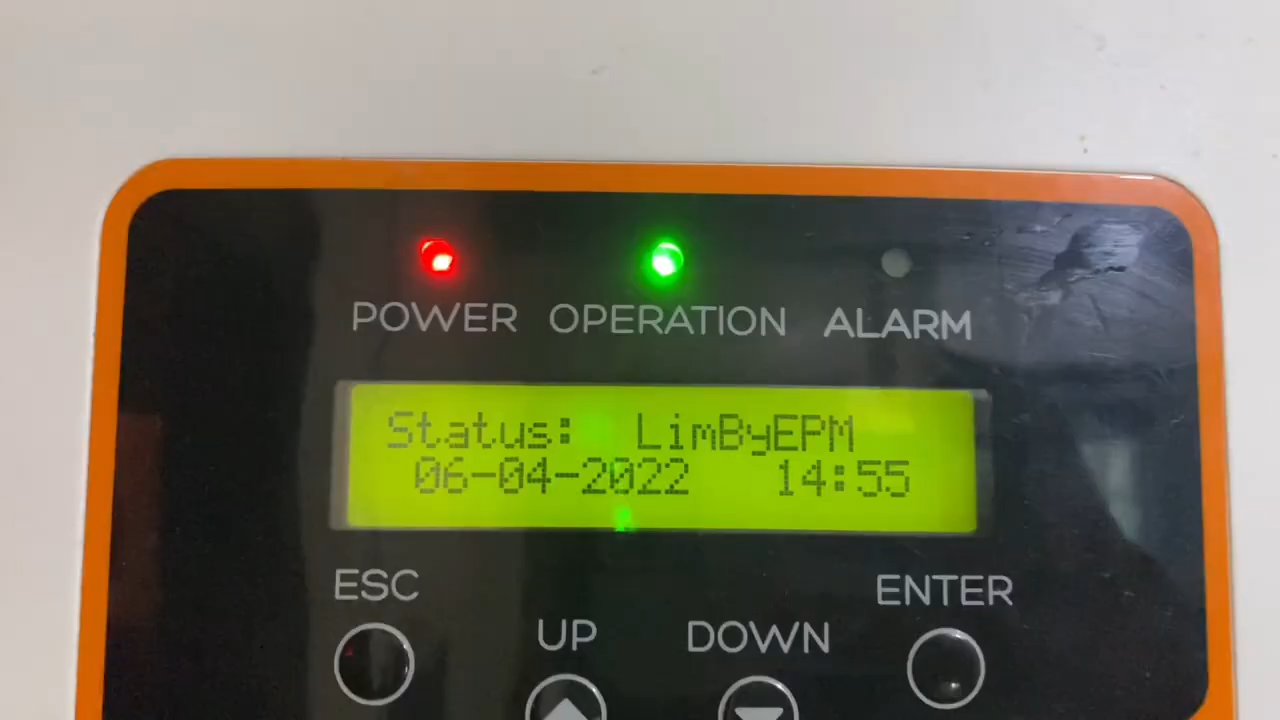 POWER OPERATION ALARM
Status: LimByEPM
06-04-2022 14:55
ESC
ENTER
UP
DOWN